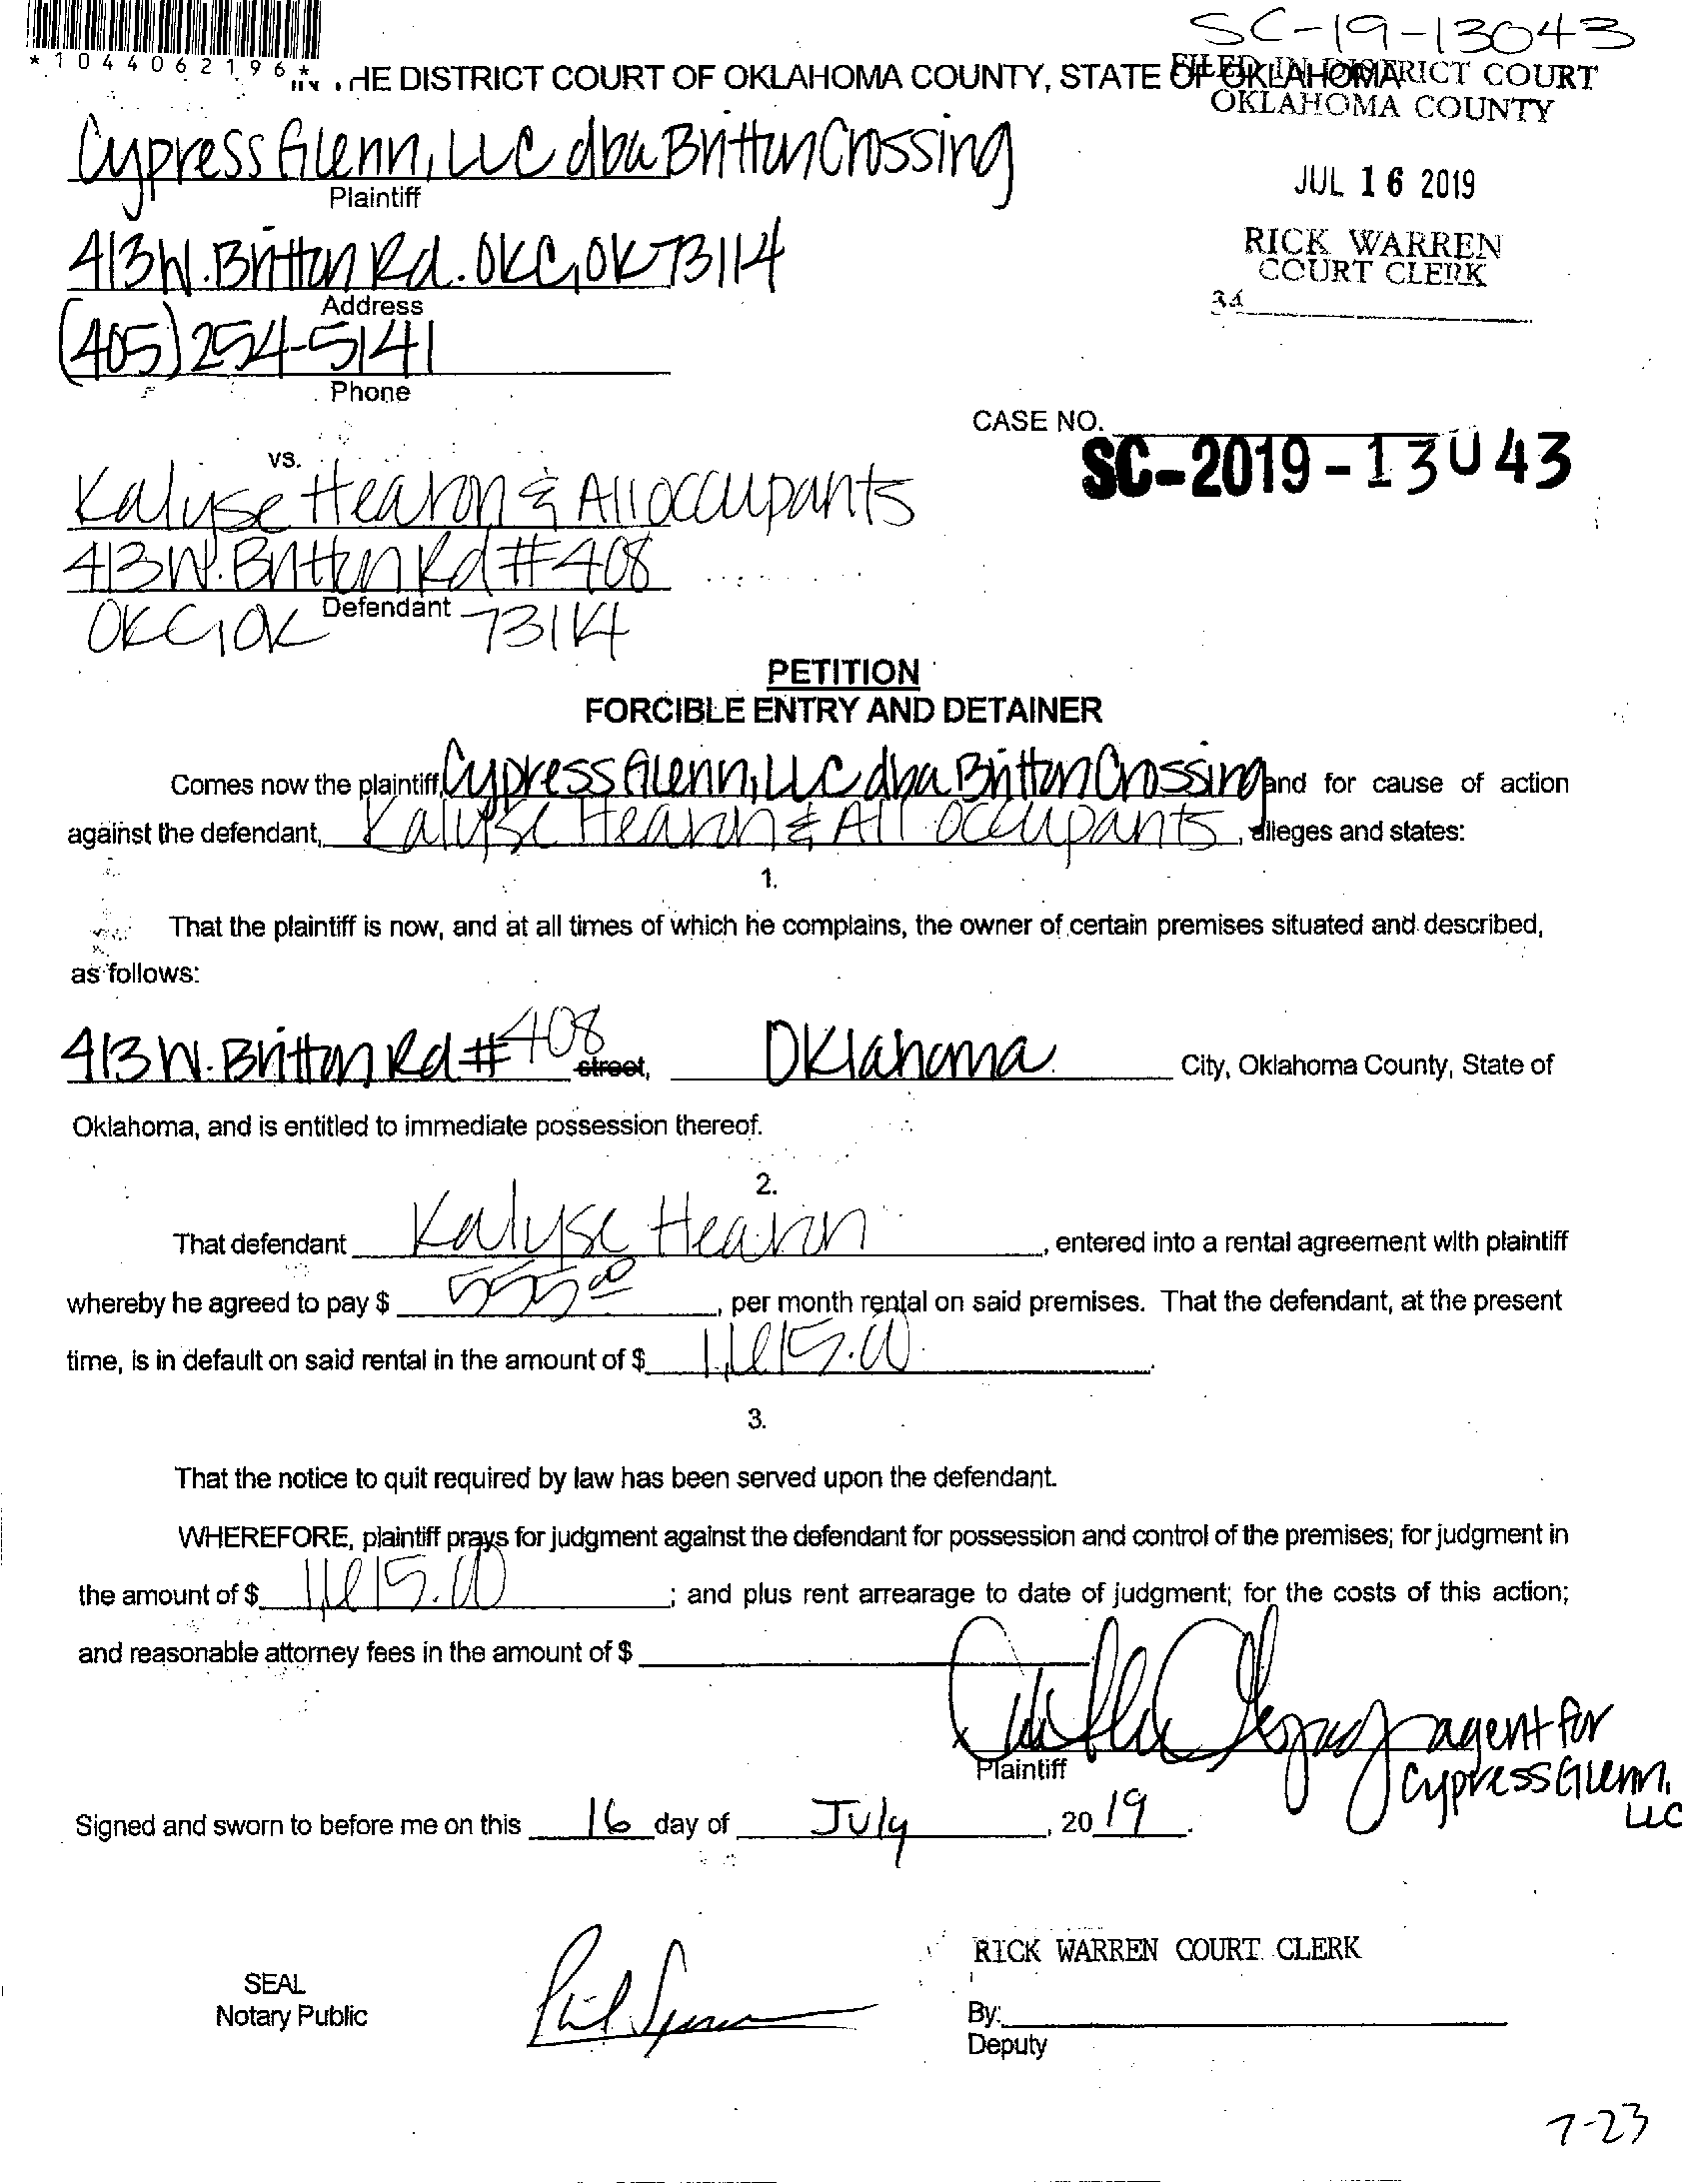 SC-19-13043
*1044062196*
HE DISTRICT COURT OF OKLAHOMA COUNTY, STATE OF OKLAHOMA
FILED IN DISTRICT COURT
OKLAHOMA COUNTY
Cypress Glenn, LLC dba Britton Crossing
Plaintiff
JUL 16 2019
413 W. Britton Rd. OKC, OK 73114
Address
RICK WARREN
COURT CLERK
(405) 254-5141
Phone
CASE NO.
SC-2019-13043
vs.
Kalyse Hearon & All occupants
413 W. Britton Rd #408
Defendant
OKC, OK 73114
PETITION
FORCIBLE ENTRY AND DETAINER
Comes now the plaintiff, Cypress Glenn, LLC dba Britton Crossing and for cause of action
against the defendant, Kalyse Hearon & All occupants, alleges and states:
1.
That the plaintiff is now, and at all times of which he complains, the owner of certain premises situated and described,
as follows:
413 W. Britton Rd #408 street, Oklahoma City, Oklahoma County, State of
Oklahoma, and is entitled to immediate possession thereof.
2.
That defendant Kalyse Hearon, entered into a rental agreement with plaintiff
whereby he agreed to pay $ 555.00, per month rental on said premises. That the defendant, at the present
time, is in default on said rental in the amount of $
3.
That the notice to quit required by law has been served upon the defendant.
WHEREFORE, plaintiff prays for judgment against the defendant for possession and control of the premises; for judgment in
the amount of $ ; and plus rent arrearage to date of judgment; for the costs of this action;
and reasonable attorney fees in the amount of $
agent for
Cypress Glenn,
LLC
Plaintiff
Signed and sworn to before me on this 16 day of July, 2019.
RICK WARREN COURT CLERK
SEAL
Notary Public
By:
Deputy
7-23